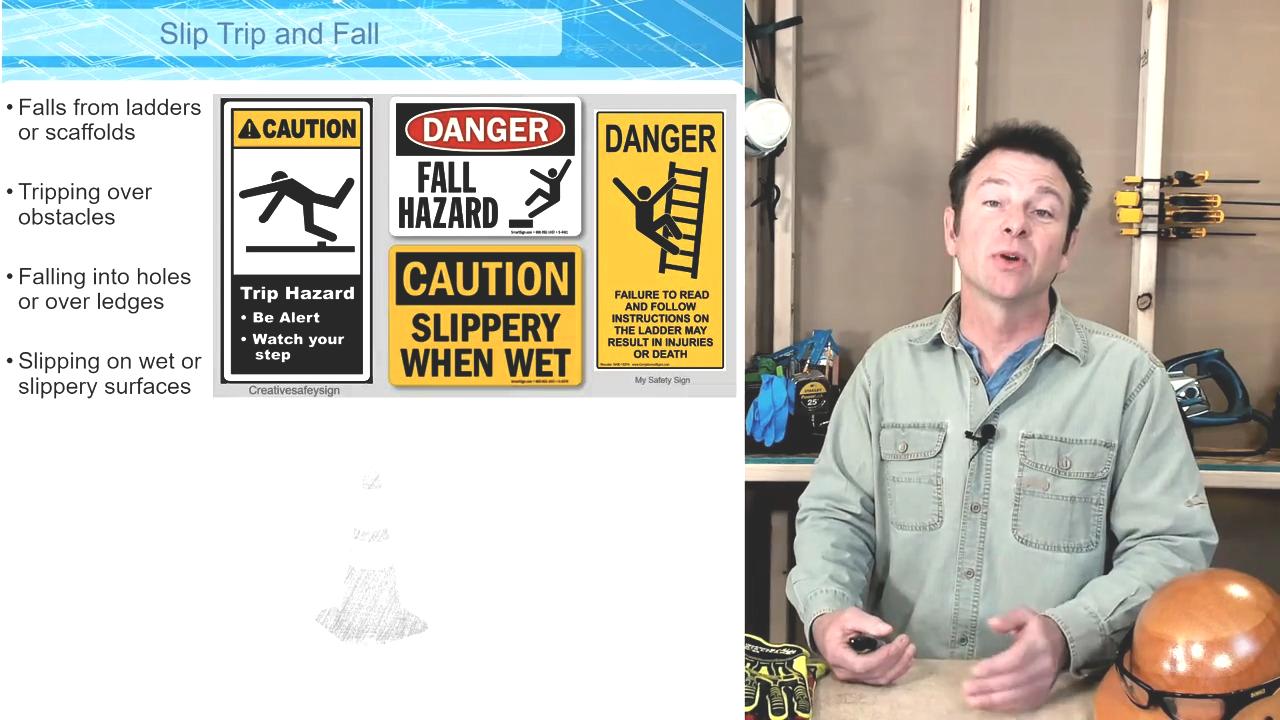 Slip Trip and Fall
• Falls from ladders
or scaffolds
• Tripping over
obstacles
• Falling into holes
or over ledges
• Slipping on wet or
slippery surfaces
CAUTION
Trip Hazard
• Be Alert
• Watch your
step
Creativesafeysign
DANGER
FALL
HAZARD
CAUTION
SLIPPERY
WHEN WET
DANGER
FAILURE TO READ
AND FOLLOW
INSTRUCTIONS ON
THE LADDER MAY
RESULT IN INJURIES
OR DEATH
My Safety Sign
STANLEY
25'